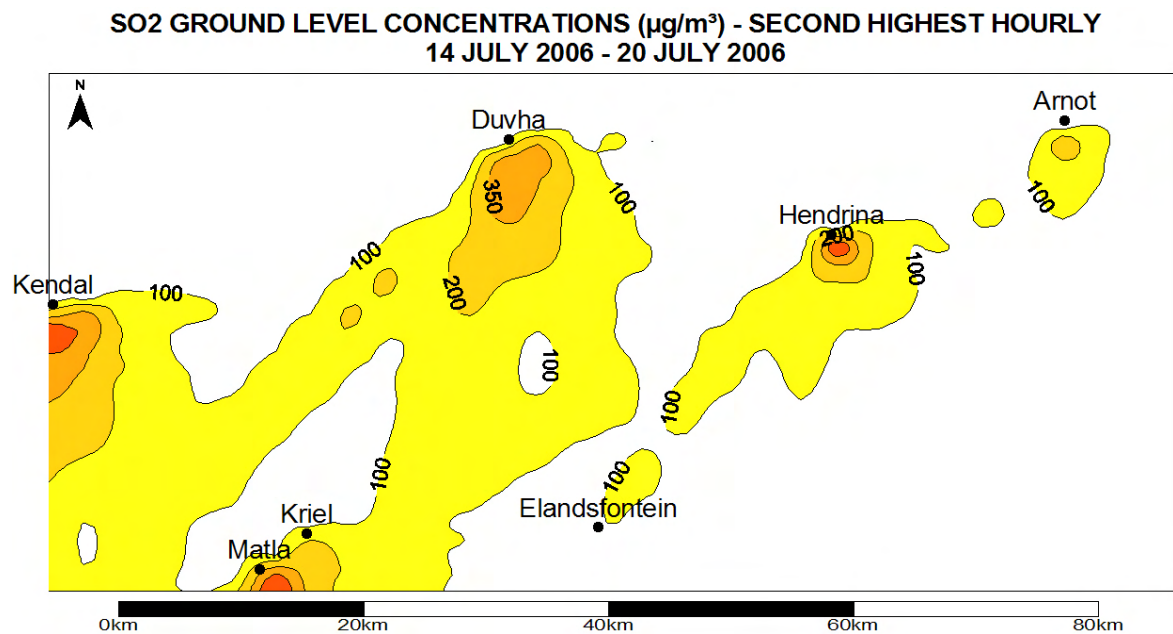 SO2 GROUND LEVEL CONCENTRATIONS (µg/m³) - SECOND HIGHEST HOURLY
14 JULY 2006 - 20 JULY 2006
N
Arnot
Duvha
350
100
100
Hendrina
200
100
100
Kendal
100
200
100
100
100
100
Kriel
Elandsfontein
Matla
0km 20km 40km 60km 80km